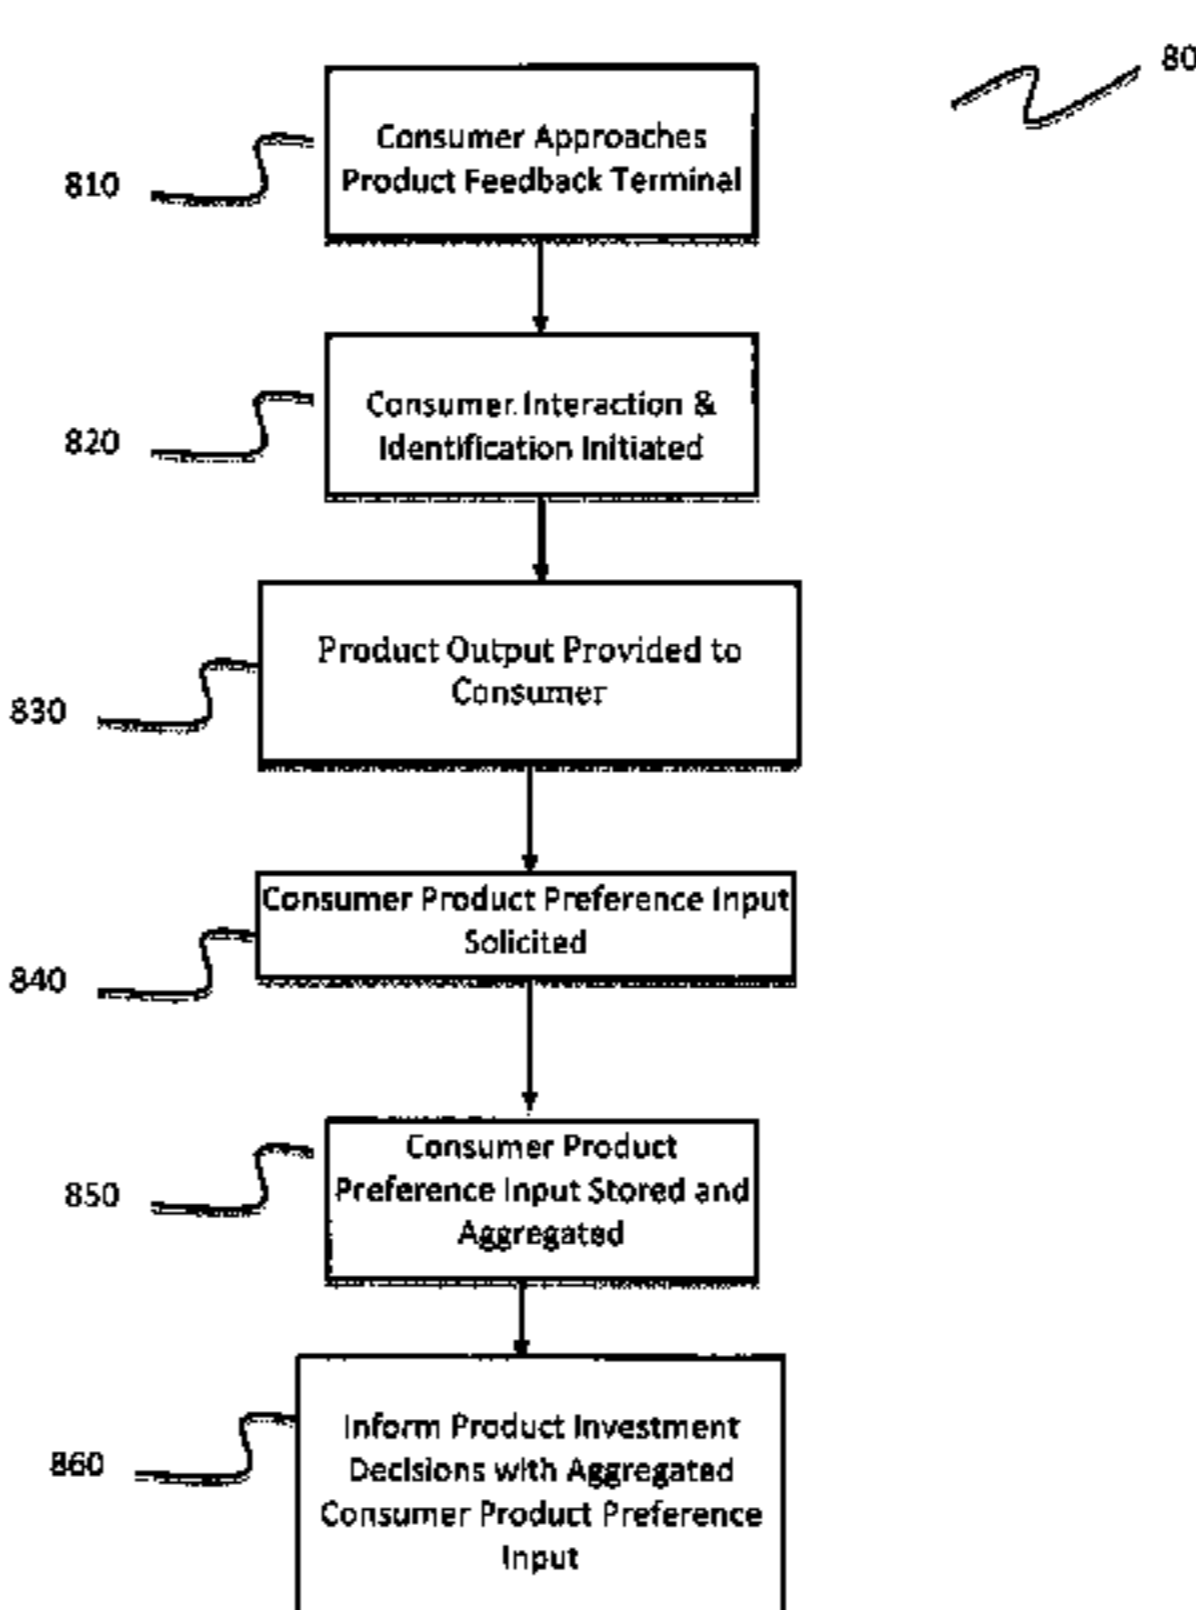 80
810
Consumer Approaches
Product Feedback Terminal
820
Consumer Interaction &
Identification Initiated
830
Product Output Provided to
Consumer
840
Consumer Product Preference Input
Solicited
850
Consumer Product
Preference Input Stored and
Aggregated
860
Inform Product Investment
Decisions with Aggregated
Consumer Product Preference
Input